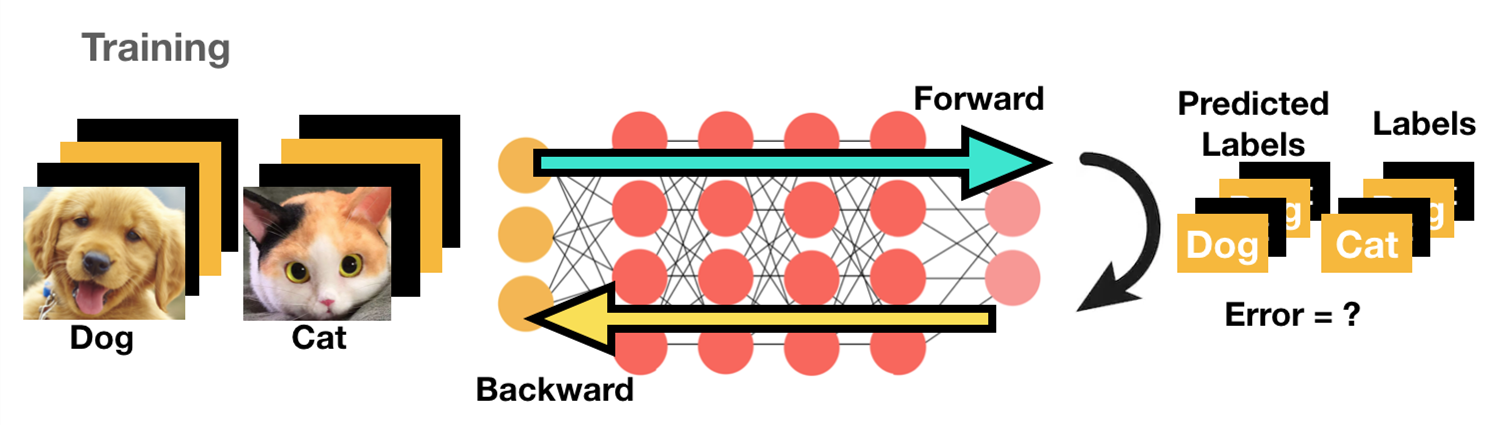 Training
Forward
Predicted
Labels
Labels
Dog
Cat
Dog
Cat
Error = ?
Backward